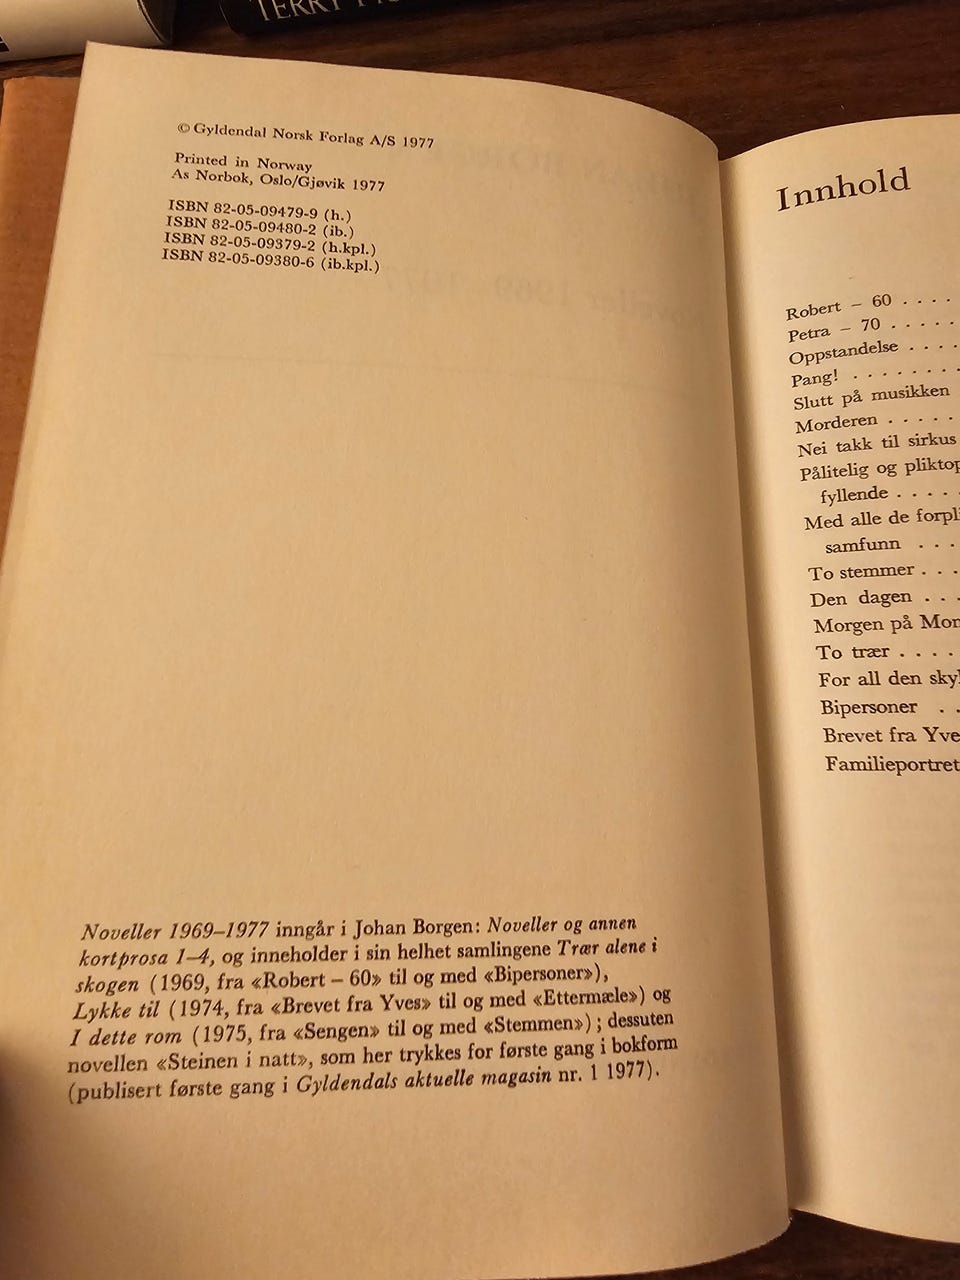 TERRY
© Gyldendal Norsk Forlag A/S 1977
Printed in Norway
As Norbok, Oslo/Gjøvik 1977
ISBN 82-05-09479-9 (h.)
ISBN 82-05-09480-2 (ib.)
ISBN 82-05-09379-2 (h.kpl.)
ISBN 82-05-09380-6 (ib.kpl.)
Noveller 1969–1977 inngår i Johan Borgen: Noveller og annen
kortprosa 1–4, og inneholder i sin helhet samlingene Trær alene i
skogen (1969, fra «Robert – 60» til og med «Bipersoner»),
Lykke til (1974, fra «Brevet fra Yves» til og med «Ettermæle») og
I dette rom (1975, fra «Sengen» til og med «Stemmen»); dessuten
novellen «Steinen i natt», som her trykkes for første gang i bokform
(publisert første gang i Gyldendals aktuelle magasin nr. 1 1977).
Innhold
Robert – 60 . . . .
Petra – 70 . . . . .
Oppstandelse . . . .
Pang! . . . . . . . .
Slutt på musikken
Morderen . . . . .
Nei takk til sirkus
Pålitelig og pliktop
fyllende . . . .
Med alle de forpli
samfunn . . .
To stemmer . . .
Den dagen . . .
Morgen på Mon
To trær . . . .
For all den skyl
Bipersoner . .
Brevet fra Yve
Familieportret